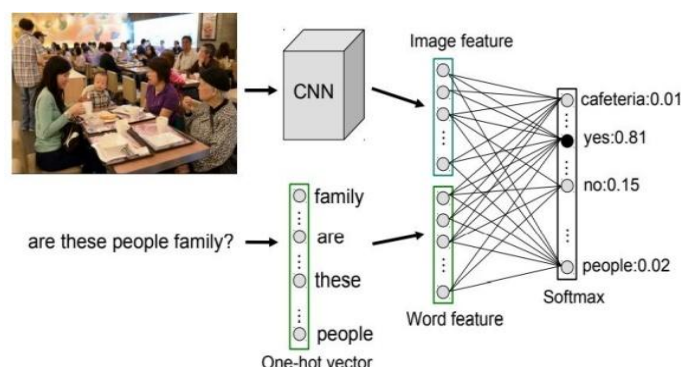 Image feature
CNN
cafeteria:0.01
yes:0.81
no:0.15
people:0.02
Softmax
are these people family?
family
are
these
people
Word feature
One-hot vector